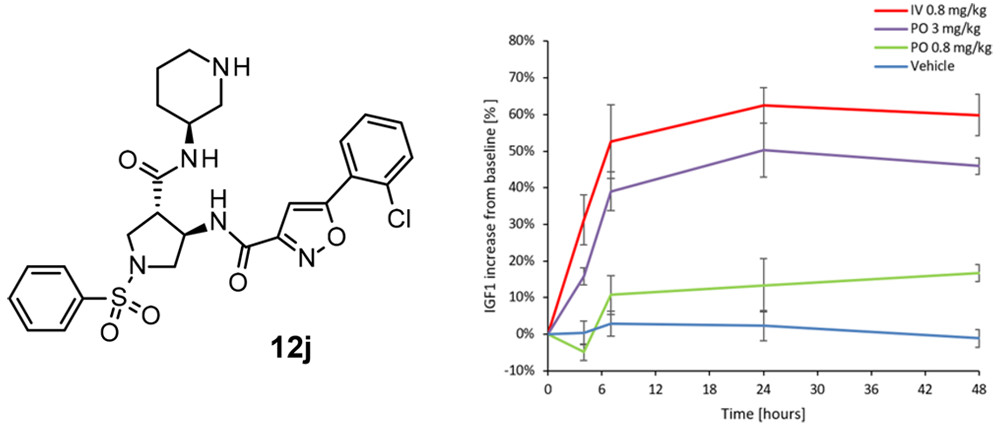 NH
O
NH
H
N
N
S
O
O
O
N
O
Cl
12j
IV 0.8 mg/kg
PO 3 mg/kg
PO 0.8 mg/kg
Vehicle
IGF1 increase from baseline [%]
80%
70%
60%
50%
40%
30%
20%
10%
0%
-10%
0 6 12 18 24 30 36 42 48
Time [hours]